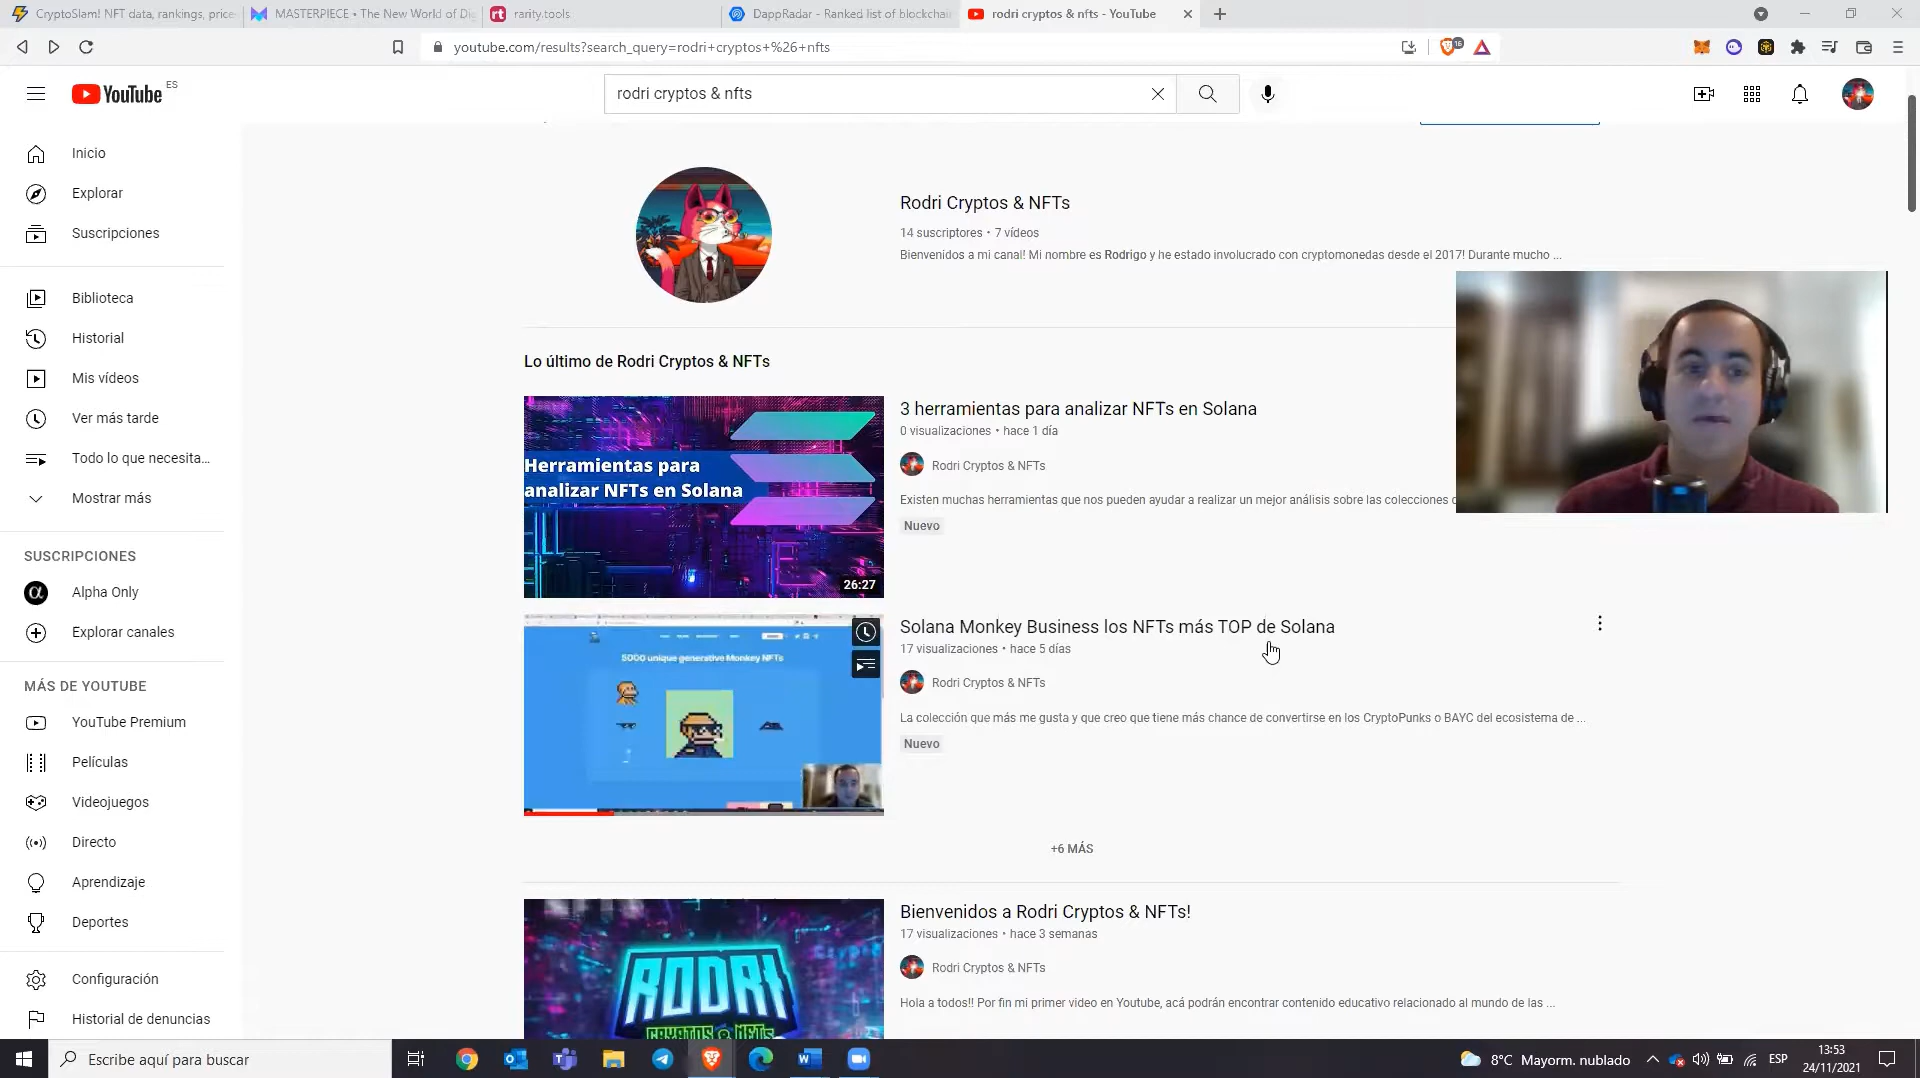 CryptoSlam! NFT data, rankings, price
MASTERPIECE • The New World of Di
rarity.tools
DappRadar - Ranked list of blockchai
rodri cryptos & nfts - YouTube
youtube.com/results?search_query=rodri+cryptos+%26+nfts
YouTube ES
rodri cryptos & nfts
Inicio
Explorar
Suscripciones
Biblioteca
Historial
Mis vídeos
Ver más tarde
Todo lo que necesita...
Mostrar más
SUSCRIPCIONES
Alpha Only
Explorar canales
MÁS DE YOUTUBE
YouTube Premium
Películas
Videojuegos
Directo
Aprendizaje
Deportes
Configuración
Historial de denuncias
Rodri Cryptos & NFTs
14 suscriptores • 7 vídeos
Bienvenidos a mi canal! Mi nombre es Rodrigo y he estado involucrado con cryptomonedas desde el 2017! Durante mucho ...
Lo último de Rodri Cryptos & NFTs
Herramientas para
analizar NFTs en Solana
26:27
3 herramientas para analizar NFTs en Solana
0 visualizaciones • hace 1 día
Rodri Cryptos & NFTs
Existen muchas herramientas que nos pueden ayudar a realizar un mejor análisis sobre las colecciones
Nuevo
5000 unique generative Monkey NFTs
Solana Monkey Business los NFTs más TOP de Solana
17 visualizaciones • hace 5 días
Rodri Cryptos & NFTs
La colección que más me gusta y que creo que tiene más chance de convertirse en los CryptoPunks o BAYC del ecosistema de ...
Nuevo
+6 MÁS
RODRI
CRYPTOS & NFTS
Bienvenidos a Rodri Cryptos & NFTs!
17 visualizaciones • hace 3 semanas
Rodri Cryptos & NFTs
Hola a todos!! Por fin mi primer video en Youtube, acá podrán encontrar contenido educativo relacionado al mundo de las ...
Escribe aquí para buscar
8°C Mayorm. nublado
ESP
13:53
24/11/2021